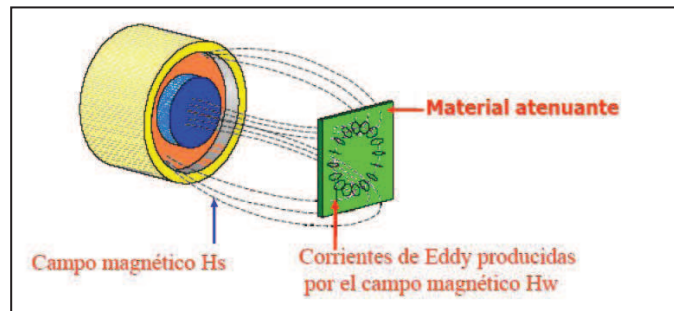 Material atenuante
Campo magnético Hs
Corrientes de Eddy producidas
por el campo magnético Hw